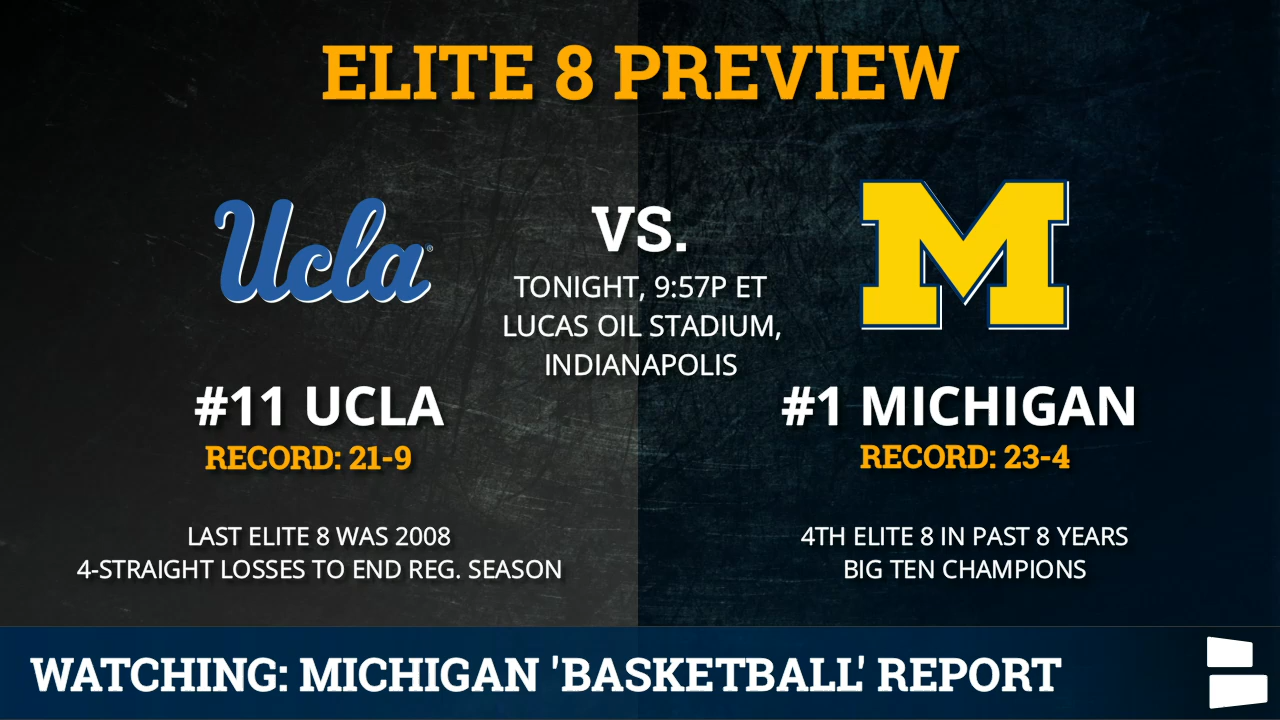 ELITE 8 PREVIEW
Ucla®
VS.
M
TONIGHT, 9:57P ET
LUCAS OIL STADIUM,
INDIANAPOLIS
#11 UCLA
RECORD: 21-9
LAST ELITE 8 WAS 2008
4-STRAIGHT LOSSES TO END REG. SEASON
#1 MICHIGAN
RECORD: 23-4
4TH ELITE 8 IN PAST 8 YEARS
BIG TEN CHAMPIONS
WATCHING: MICHIGAN 'BASKETBALL' REPORT